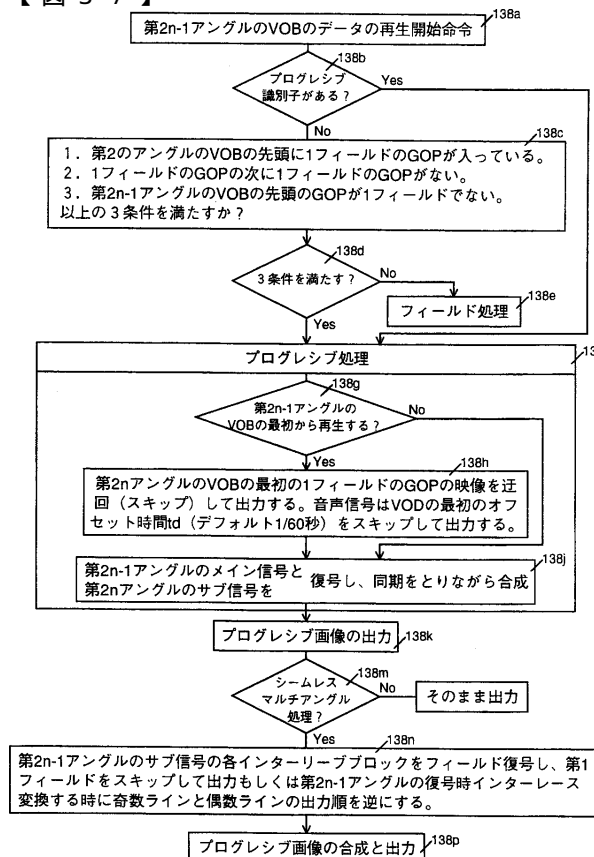 【図37】
第2n-1アングルのVOBのデータの再生開始命令
138a
138b
プログレシブ
識別子がある？
Yes
No
138c
1．第2のアングルのVOBの先頭に1フィールドのGOPが入っている。
2．1フィールドのGOPの次に1フィールドのGOPがない。
3．第2n-1アングルのVOBの先頭のGOPが1フィールドでない。
以上の3条件を満たすか？
138d
3条件を満たす？
No
フィールド処理
138e
Yes
プログレシブ処理
138g
第2n-1アングルの
VOBの最初から再生する？
No
Yes
138h
第2nアングルのVOBの最初の1フィールドのGOPの映像を迂
回（スキップ）して出力する。音声信号はVODの最初のオフ
セット時間td（デフォルト1/60秒）をスキップして出力する。
138j
第2n-1アングルのメイン信号と
第2nアングルのサブ信号を
復号し、同期をとりながら合成
プログレシブ画像の出力
138k
138m
シームレス
マルチアングル
処理？
No
そのまま出力
Yes
138n
第2n-1アングルのサブ信号の各インターリーブブロックをフィールド復号し、第1
フィールドをスキップして出力もしくは第2n-1アングルの復号時インターレース
変換する時に奇数ラインと偶数ラインの出力順を逆にする。
プログレシブ画像の合成と出力
138p